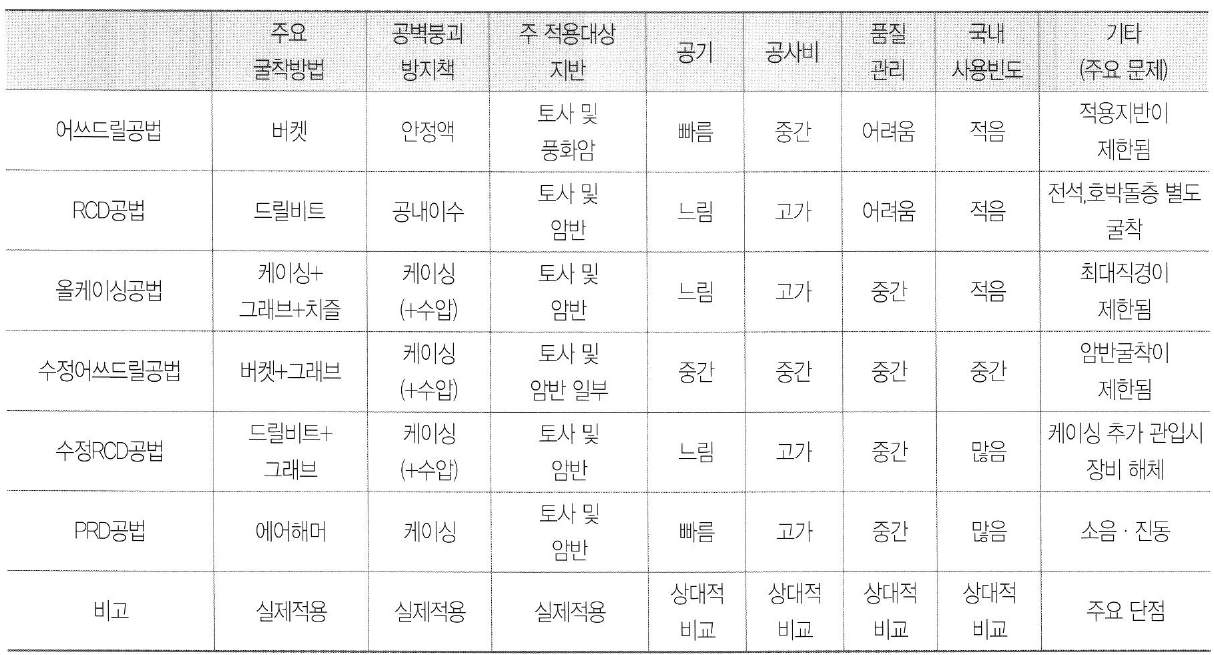 주요 굴착방법 공벽붕괴 방지책 주 적용대상 지반 공기 공사비 품질 관리 국내 사용빈도 기타 (주요 문제)
어쓰드릴공법 버켓 안정액 토사 및 풍화암 빠름 중간 어려움 적음 적용지반이 제한됨
RCD공법 드릴비트 공내이수 토사 및 암반 느림 고가 어려움 적음 전석,호박돌층 별도 굴착
올케이싱공법 케이싱+ 그래브+치즐 케이싱 (+수압) 토사 및 암반 느림 고가 중간 적음 최대직경이 제한됨
수정어쓰드릴공법 버켓+그래브 케이싱 (+수압) 토사 및 암반 일부 중간 중간 중간 중간 암반굴착이 제한됨
수정RCD공법 드릴비트+ 그래브 케이싱 (+수압) 토사 및 암반 느림 고가 중간 많음 케이싱 추가 관입시 장비 해체
PRD공법 에어해머 케이싱 토사 및 암반 빠름 고가 중간 많음 소음 · 진동
비고 실제적용 실제적용 실제적용 상대적 비교 상대적 비교 상대적 비교 상대적 비교 주요 단점